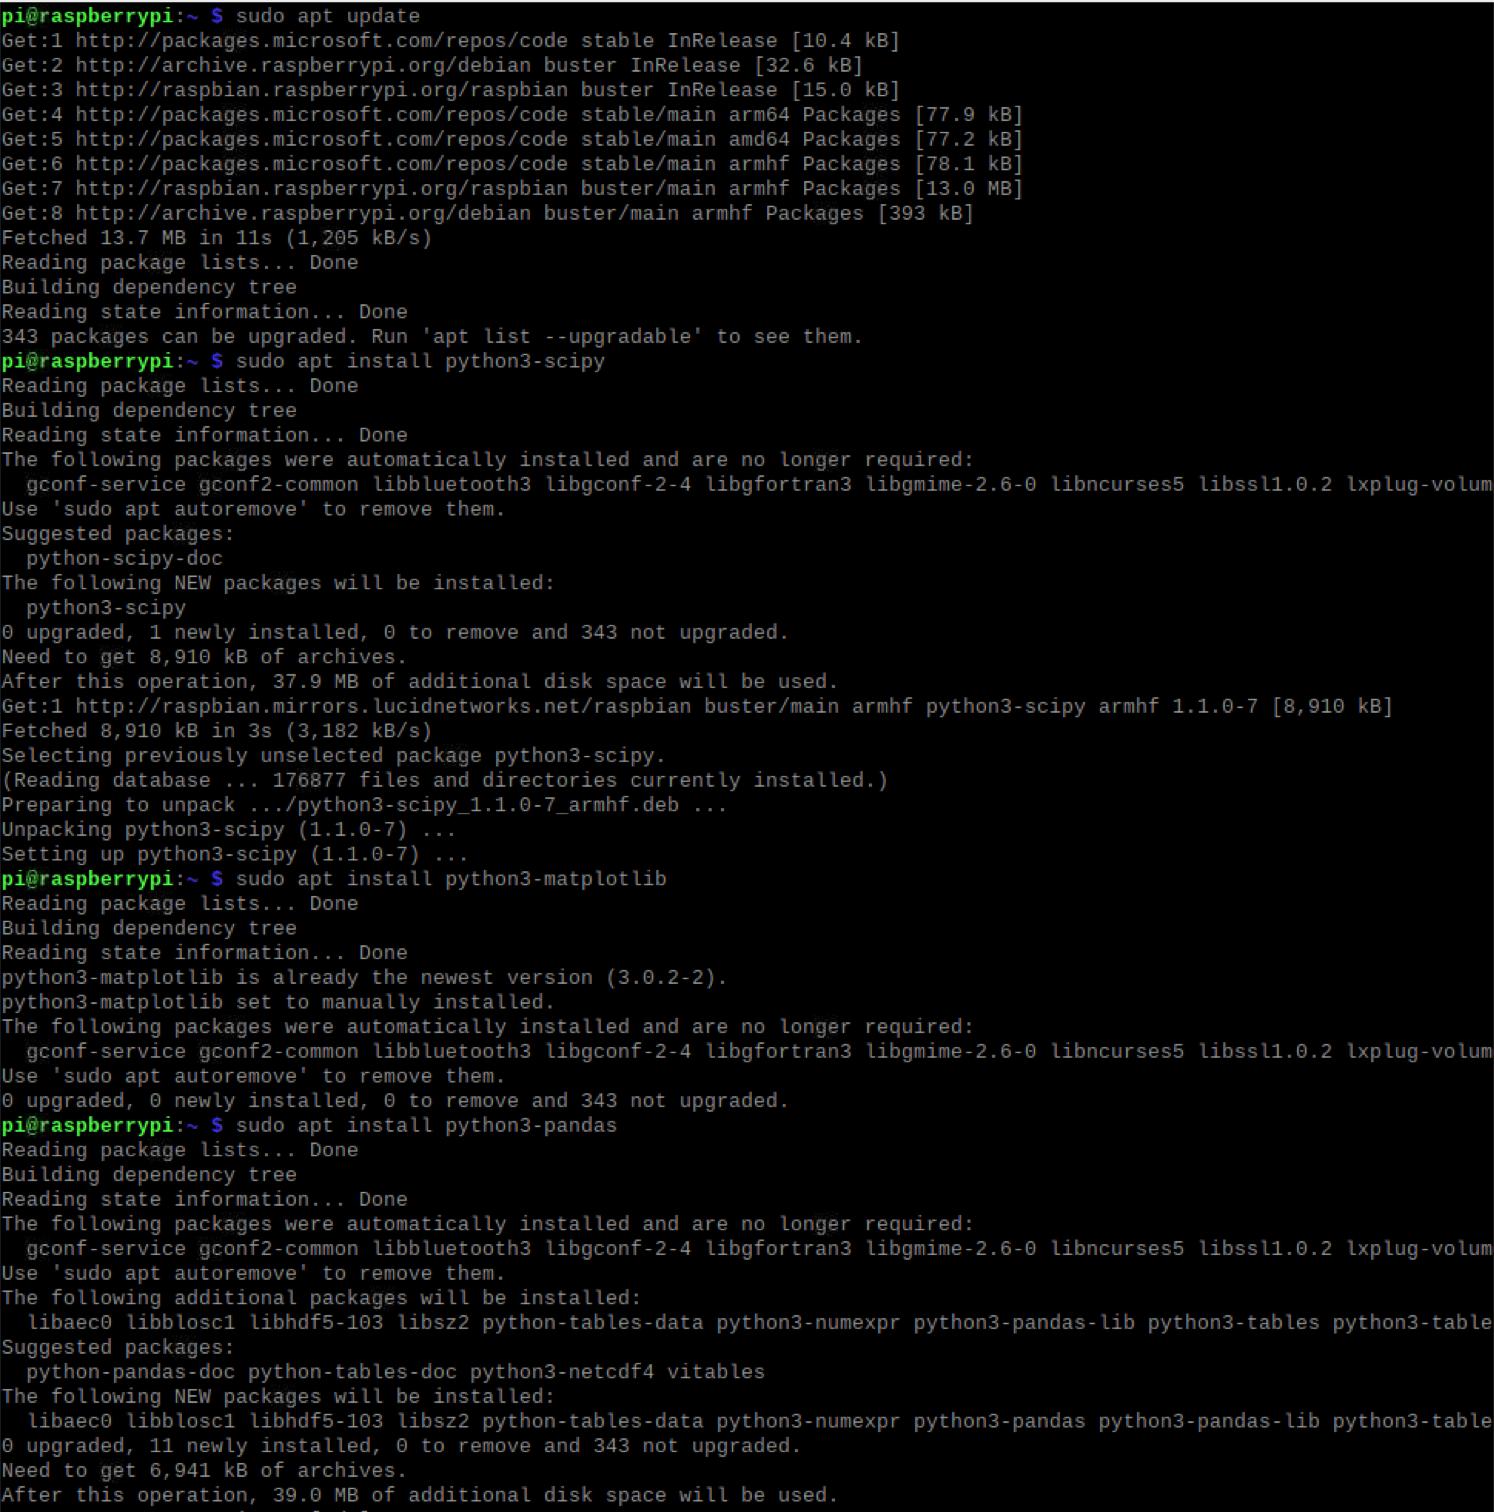 pi@raspberrypi:~ $ sudo apt update
Get:1 http://packages.microsoft.com/repos/code stable InRelease [10.4 kB]
Get:2 http://archive.raspberrypi.org/debian buster InRelease [32.6 kB]
Get:3 http://raspbian.raspberrypi.org/raspbian buster InRelease [15.0 kB]
Get:4 http://packages.microsoft.com/repos/code stable/main arm64 Packages [77.9 kB]
Get:5 http://packages.microsoft.com/repos/code stable/main amd64 Packages [77.2 kB]
Get:6 http://packages.microsoft.com/repos/code stable/main armhf Packages [78.1 kB]
Get:7 http://raspbian.raspberrypi.org/raspbian buster/main armhf Packages [13.0 MB]
Get:8 http://archive.raspberrypi.org/debian buster/main armhf Packages [393 kB]
Fetched 13.7 MB in 11s (1,205 kB/s)
Reading package lists... Done
Building dependency tree
Reading state information... Done
343 packages can be upgraded. Run 'apt list --upgradable' to see them.
pi@raspberrypi:~ $ sudo apt install python3-scipy
Reading package lists... Done
Building dependency tree
Reading state information... Done
The following packages were automatically installed and are no longer required:
  gconf-service gconf2-common libbluetooth3 libgconf-2-4 libgfortran3 libgmime-2.6-0 libncurses5 libssl1.0.2 lxplug-volum
Use 'sudo apt autoremove' to remove them.
Suggested packages:
  python-scipy-doc
The following NEW packages will be installed:
  python3-scipy
0 upgraded, 1 newly installed, 0 to remove and 343 not upgraded.
Need to get 8,910 kB of archives.
After this operation, 37.9 MB of additional disk space will be used.
Get:1 http://raspbian.mirrors.lucidnetworks.net/raspbian buster/main armhf python3-scipy armhf 1.1.0-7 [8,910 kB]
Fetched 8,910 kB in 3s (3,182 kB/s)
Selecting previously unselected package python3-scipy.
(Reading database ... 176877 files and directories currently installed.)
Preparing to unpack .../python3-scipy_1.1.0-7_armhf.deb ...
Unpacking python3-scipy (1.1.0-7) ...
Setting up python3-scipy (1.1.0-7) ...
pi@raspberrypi:~ $ sudo apt install python3-matplotlib
Reading package lists... Done
Building dependency tree
Reading state information... Done
python3-matplotlib is already the newest version (3.0.2-2).
python3-matplotlib set to manually installed.
The following packages were automatically installed and are no longer required:
  gconf-service gconf2-common libbluetooth3 libgconf-2-4 libgfortran3 libgmime-2.6-0 libncurses5 libssl1.0.2 lxplug-volum
Use 'sudo apt autoremove' to remove them.
0 upgraded, 0 newly installed, 0 to remove and 343 not upgraded.
pi@raspberrypi:~ $ sudo apt install python3-pandas
Reading package lists... Done
Building dependency tree
Reading state information... Done
The following packages were automatically installed and are no longer required:
  gconf-service gconf2-common libbluetooth3 libgconf-2-4 libgfortran3 libgmime-2.6-0 libncurses5 libssl1.0.2 lxplug-volum
Use 'sudo apt autoremove' to remove them.
The following additional packages will be installed:
  libaec0 libblosc1 libhdf5-103 libsz2 python-tables-data python3-numexpr python3-pandas-lib python3-tables python3-table
Suggested packages:
  python-pandas-doc python-tables-doc python3-netcdf4 vitables
The following NEW packages will be installed:
  libaec0 libblosc1 libhdf5-103 libsz2 python-tables-data python3-numexpr python3-pandas python3-pandas-lib python3-table
0 upgraded, 11 newly installed, 0 to remove and 343 not upgraded.
Need to get 6,941 kB of archives.
After this operation, 39.0 MB of additional disk space will be used.